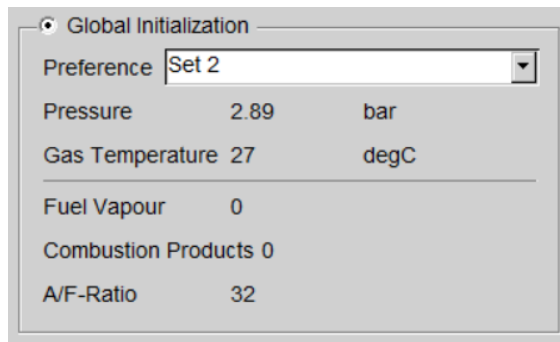 Global Initialization
Preference Set 2
Pressure 2.89 bar
Gas Temperature 27 degC
Fuel Vapour 0
Combustion Products 0
A/F-Ratio 32